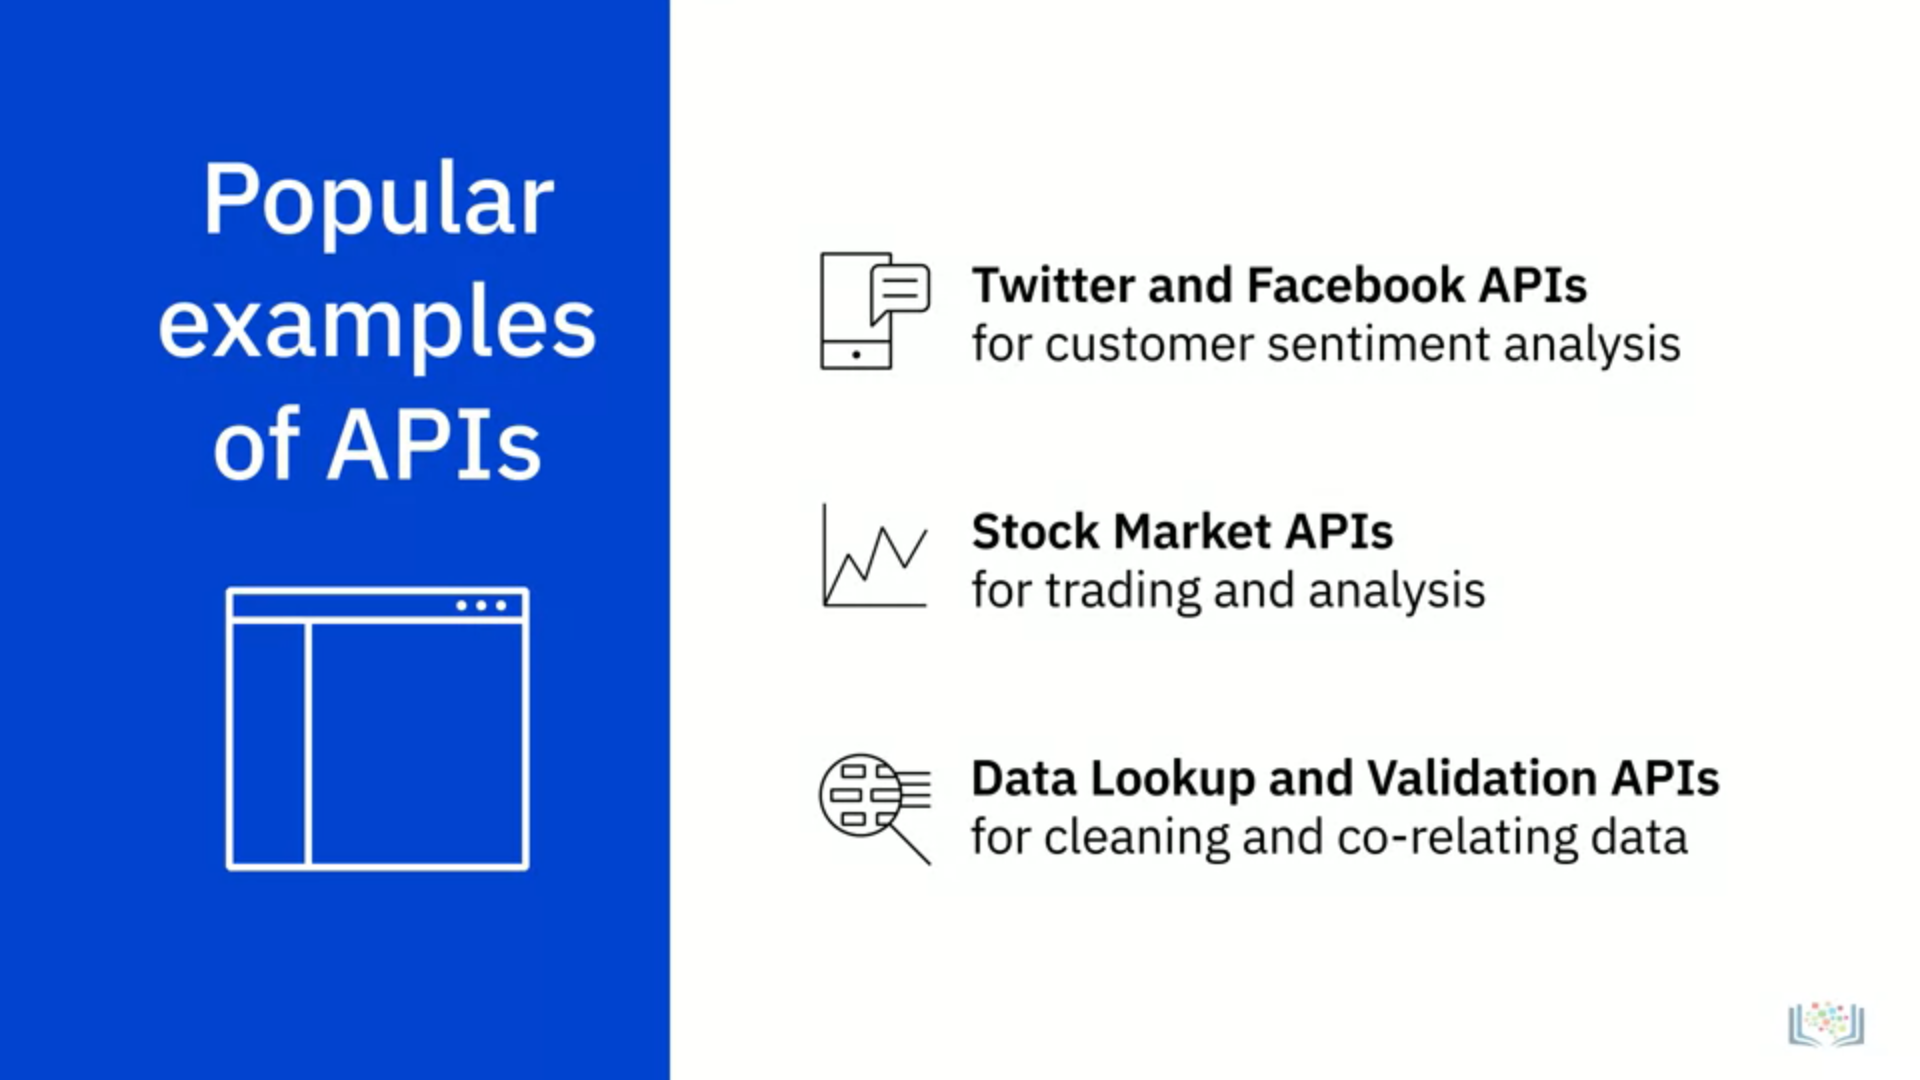 Popular
examples
of APIs
Twitter and Facebook APIs
for customer sentiment analysis
Stock Market APIs
for trading and analysis
Data Lookup and Validation APIs
for cleaning and co-relating data